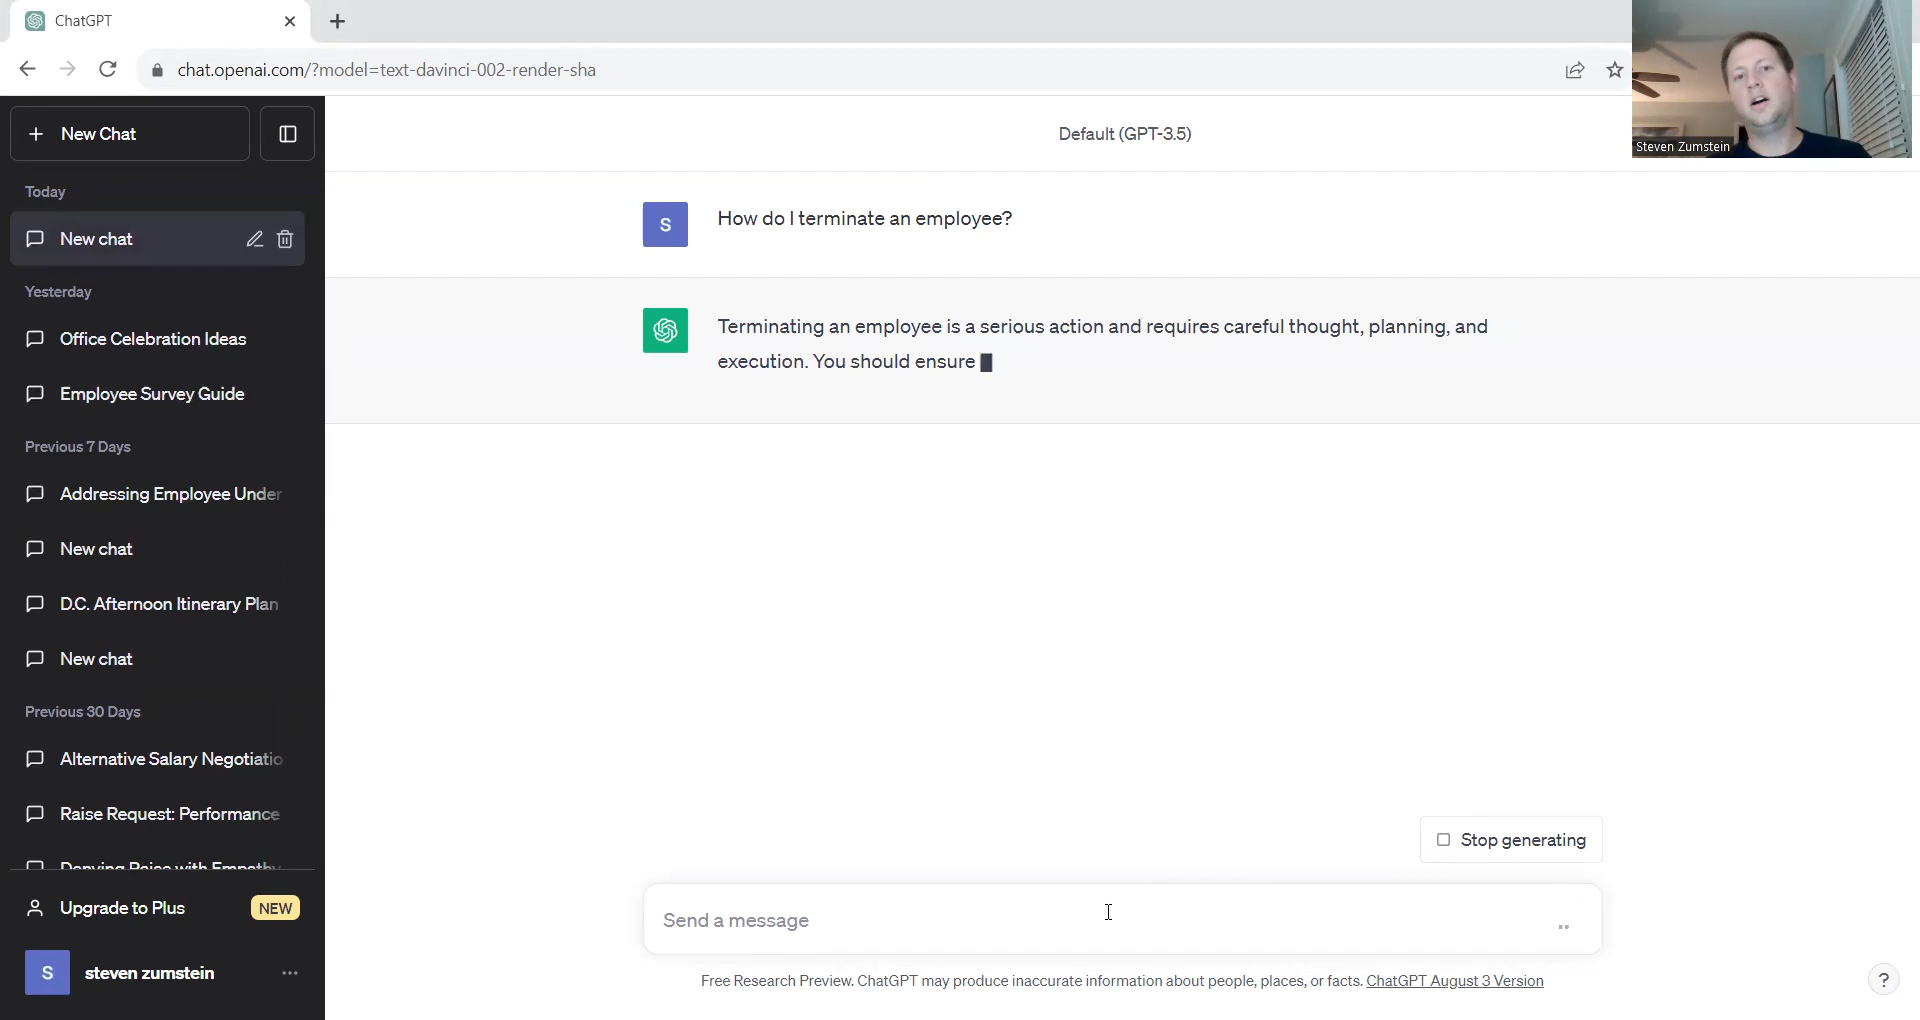 ChatGPT
chat.openai.com/?model=text-davinci-002-render-sha
Steven Zumstein
New Chat
Default (GPT-3.5)
Today
New chat
Yesterday
Office Celebration Ideas
Employee Survey Guide
Previous 7 Days
Addressing Employee Under
New chat
D.C. Afternoon Itinerary Plan
New chat
Previous 30 Days
Alternative Salary Negotiatio
Raise Request: Performance
Denying Raise with Empathy
Upgrade to Plus NEW
S steven zumstein
S How do I terminate an employee?
Terminating an employee is a serious action and requires careful thought, planning, and
execution. You should ensure
Stop generating
Send a message
Free Research Preview. ChatGPT may produce inaccurate information about people, places, or facts. ChatGPT August 3 Version
?